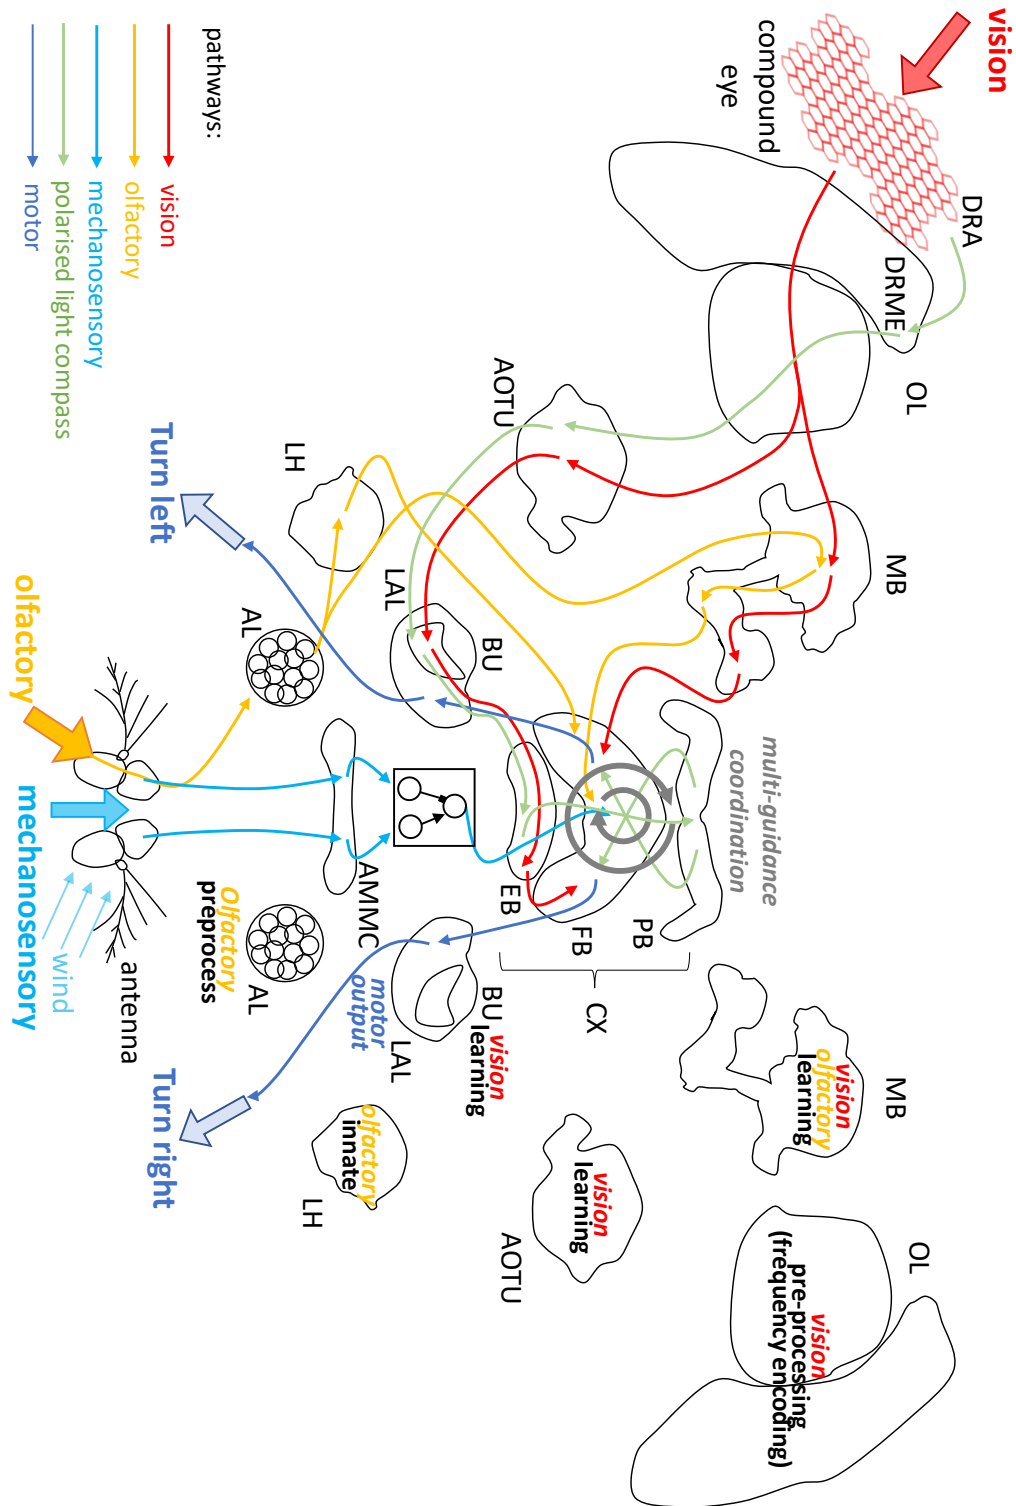 vision
compound
eye
DRA
DRME
OL
AOTU
MB
LH
LAL
BU
AL
Turn left
olfactory
mechanosensory
wind
antenna
multi-guidance
coordination
PB
FB
EB
CX
AMMC
Olfactory
preprocess
AL
motor
output
LAL
BU
vision
learning
Turn right
olfactory
innate
LH
vision
learning
AOTU
vision
olfactory
learning
MB
OL
vision
pre-processing
(frequency encoding)
pathways:
vision
olfactory
mechanosensory
polarised light compass
motor